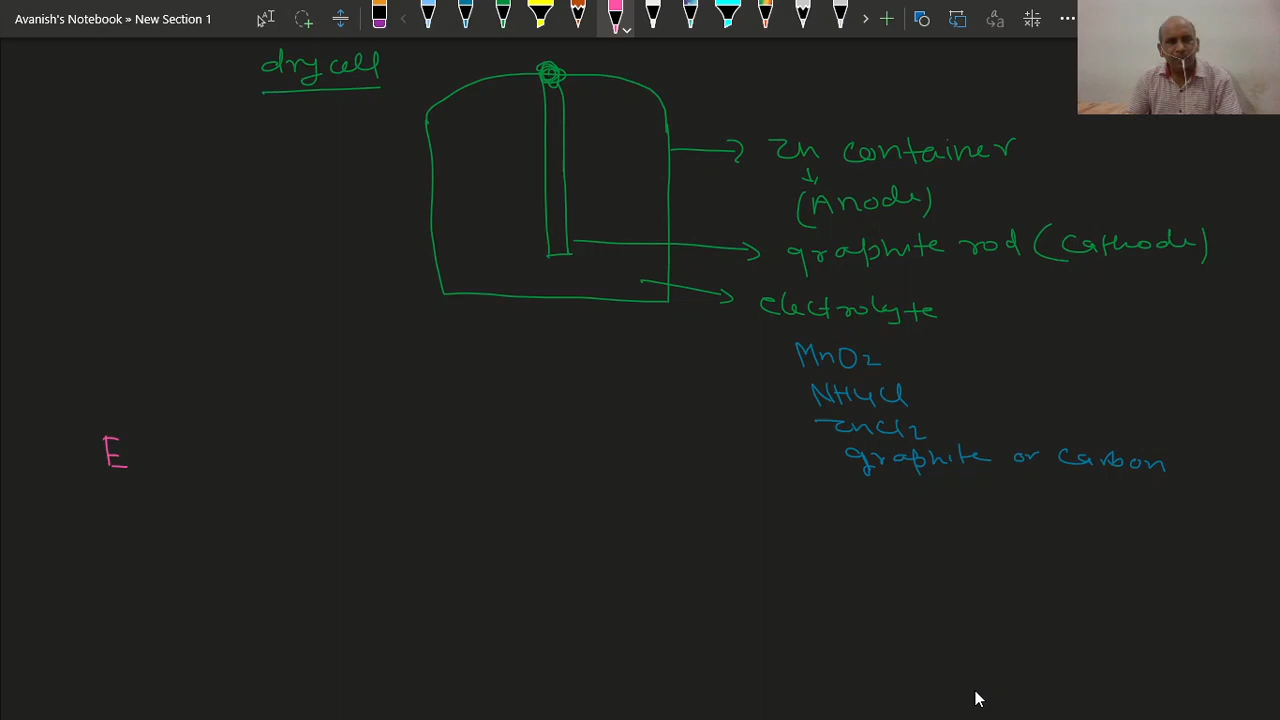 Avanish's Notebook » New Section 1
dry cell
Zn container
(Anode)
graphite rod (Cathode)
electrolyte
MnO2
NH4Cl
ZnCl2
graphite or carbon
E